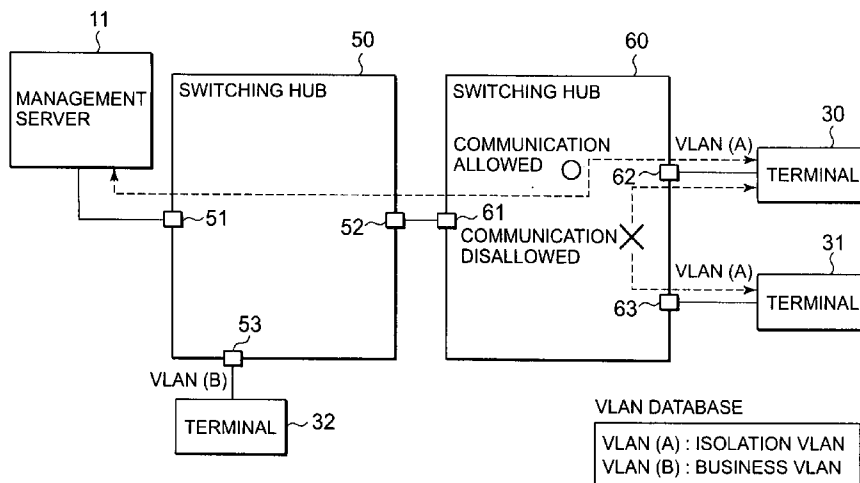 11
MANAGEMENT
SERVER
50
SWITCHING HUB
51
52
53
VLAN (B)
TERMINAL
32
60
SWITCHING HUB
COMMUNICATION
ALLOWED
61
COMMUNICATION
DISALLOWED
62
63
VLAN (A)
30
TERMINAL
VLAN (A)
31
TERMINAL
VLAN DATABASE
VLAN (A) : ISOLATION VLAN
VLAN (B) : BUSINESS VLAN